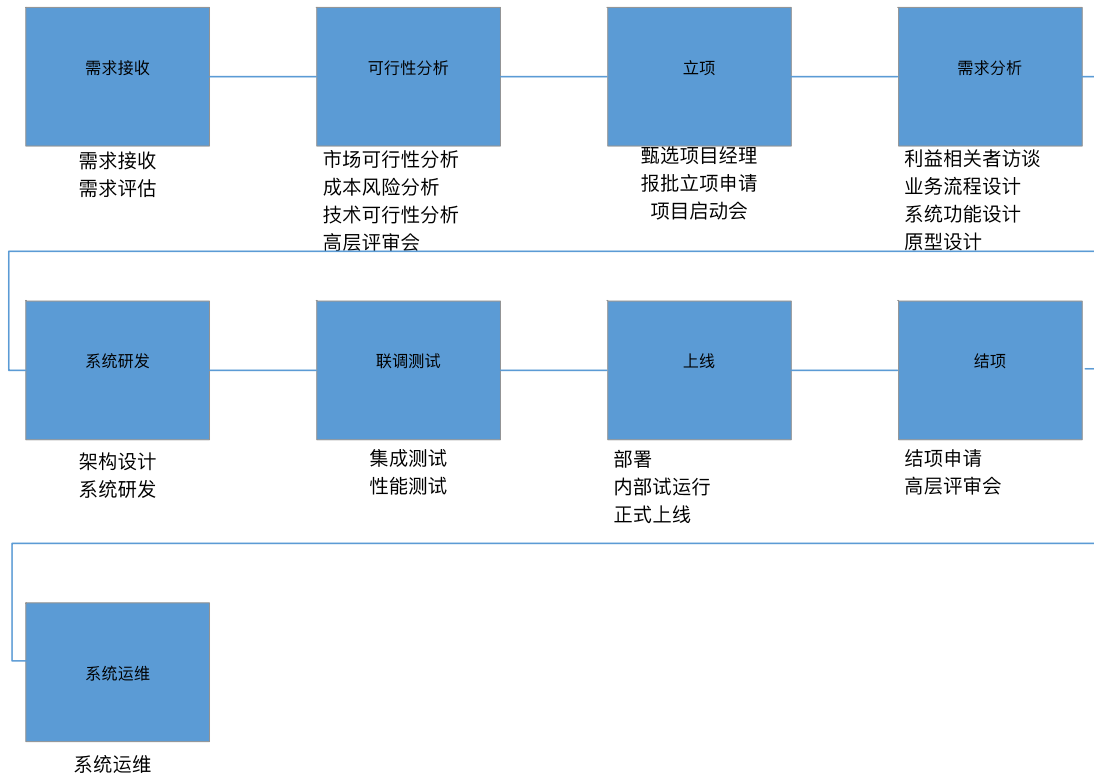 需求接收
可行性分析
立项
需求分析
需求接收
需求评估
市场可行性分析
成本风险分析
技术可行性分析
高层评审会
甄选项目经理
报批立项申请
项目启动会
利益相关者访谈
业务流程设计
系统功能设计
原型设计
系统研发
联调测试
上线
结项
架构设计
系统研发
集成测试
性能测试
部署
内部试运行
正式上线
结项申请
高层评审会
系统运维
系统运维